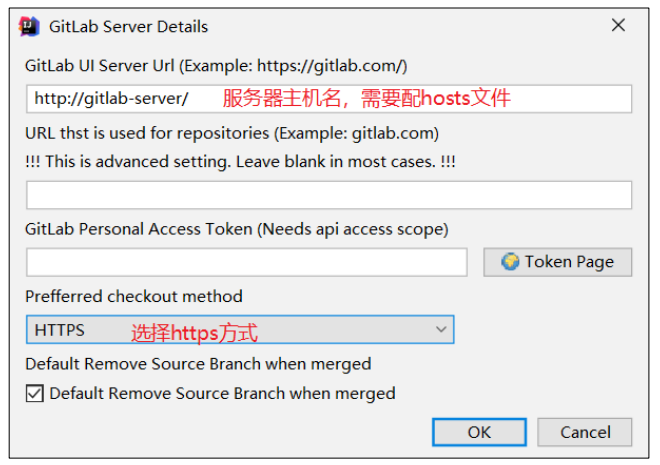 GitLab Server Details
GitLab UI Server Url (Example: https://gitlab.com/)
http://gitlab-server/ 服务器主机名，需要配hosts文件
URL thst is used for repositories (Example: gitlab.com)
!!! This is advanced setting. Leave blank in most cases. !!!
GitLab Personal Access Token (Needs api access scope)
Token Page
Prefferred checkout method
HTTPS 选择https方式
Default Remove Source Branch when merged
Default Remove Source Branch when merged
OK Cancel